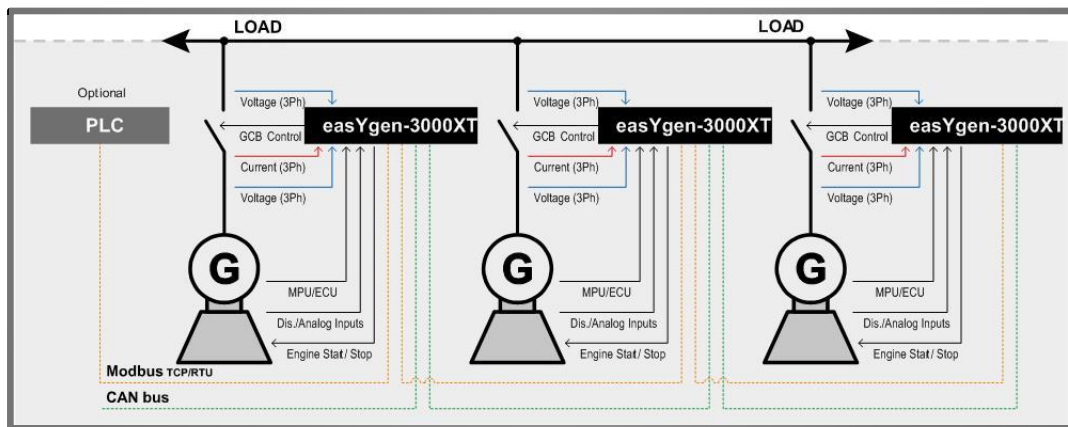 LOAD
LOAD
Optional
PLC
Voltage (3Ph)
easYgen-3000XT
GCB Control
Current (3Ph)
Voltage (3Ph)
G
MPU/ECU
Dis./Analog Inputs
Engine Stat/ Stop
Voltage (3Ph)
easYgen-3000XT
GCB Control
Current (3Ph)
Voltage (3Ph)
G
MPU/ECU
Dis./Analog Inputs
Engine Stat/ Stop
Voltage (3Ph)
easYgen-3000XT
GCB Control
Current (3Ph)
Voltage (3Ph)
G
MPU/ECU
Dis./Analog Inputs
Engine Stat/ Stop
Modbus TCP/RTU
CAN bus